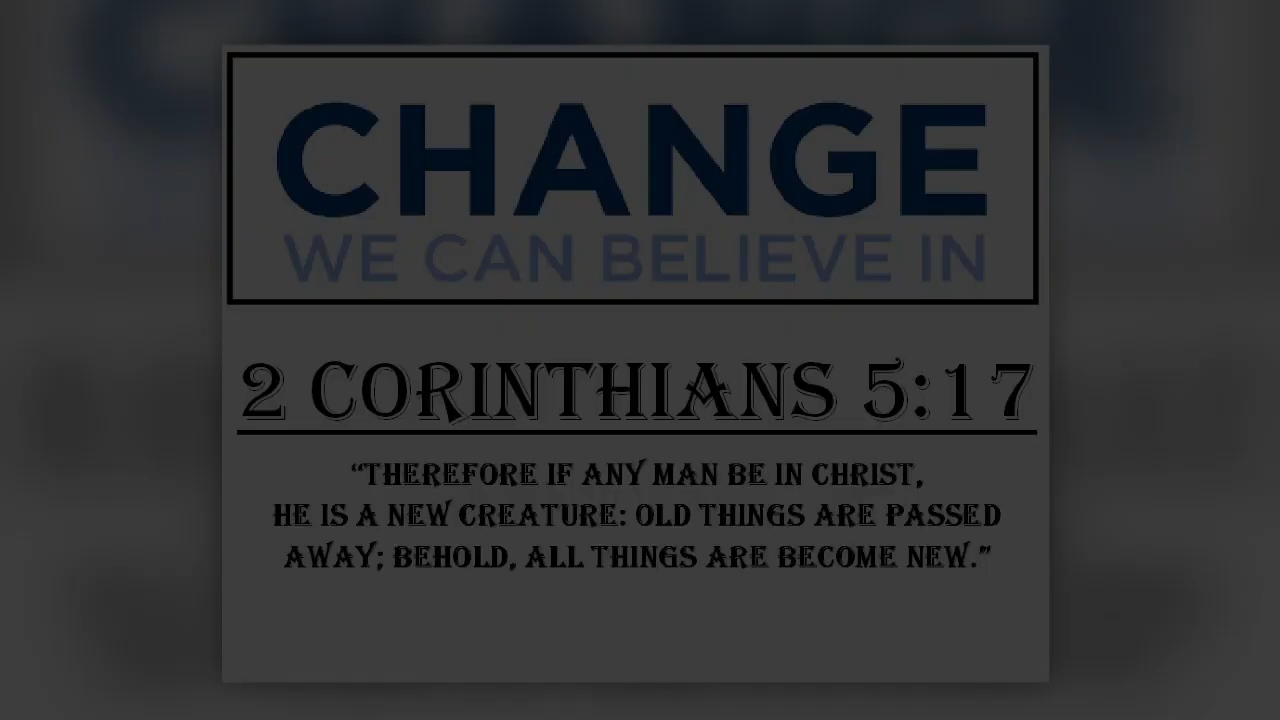 CHANGE
WE CAN BELIEVE IN
2 CORINTHIANS 5:17
“THEREFORE IF ANY MAN BE IN CHRIST,
HE IS A NEW CREATURE: OLD THINGS ARE PASSED
AWAY; BEHOLD, ALL THINGS ARE BECOME NEW.”